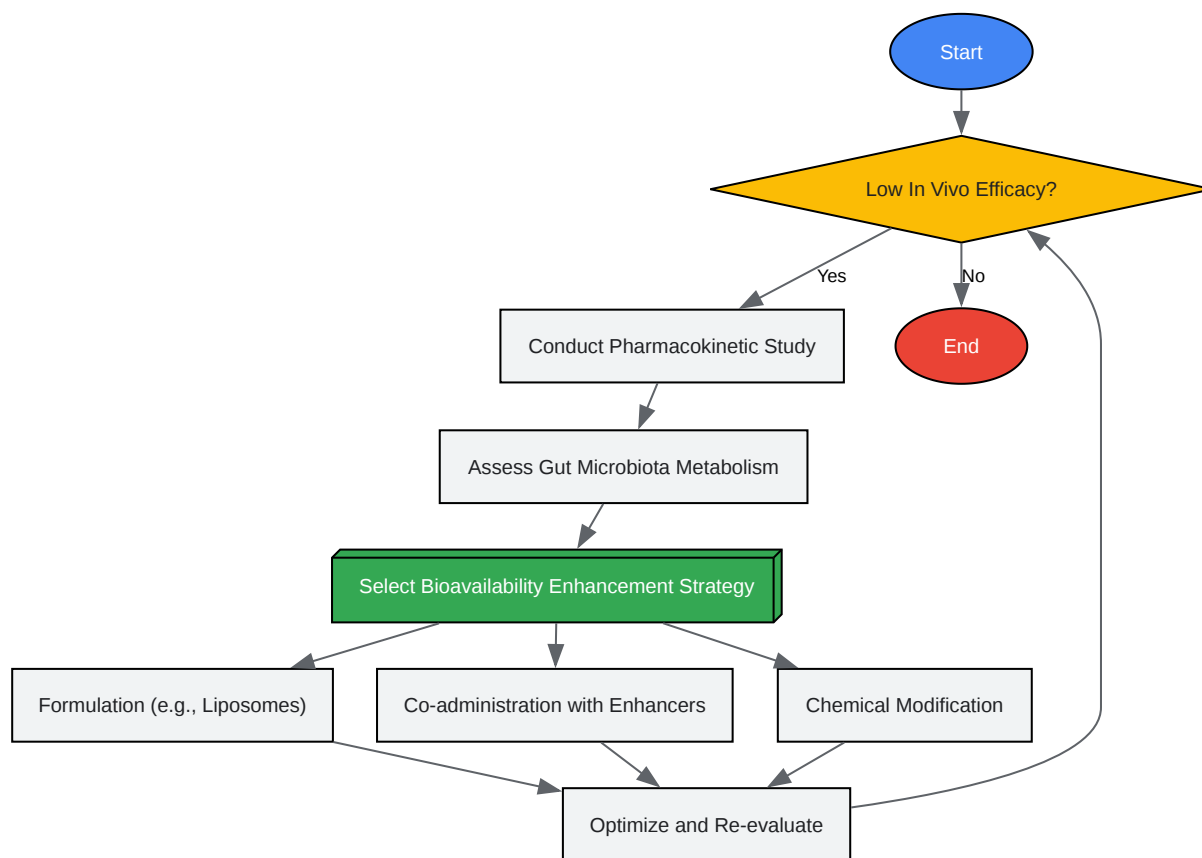 Start
Low In Vivo Efficacy?
Yes
No
Conduct Pharmacokinetic Study
End
Assess Gut Microbiota Metabolism
Select Bioavailability Enhancement Strategy
Formulation (e.g., Liposomes)
Co-administration with Enhancers
Chemical Modification
Optimize and Re-evaluate